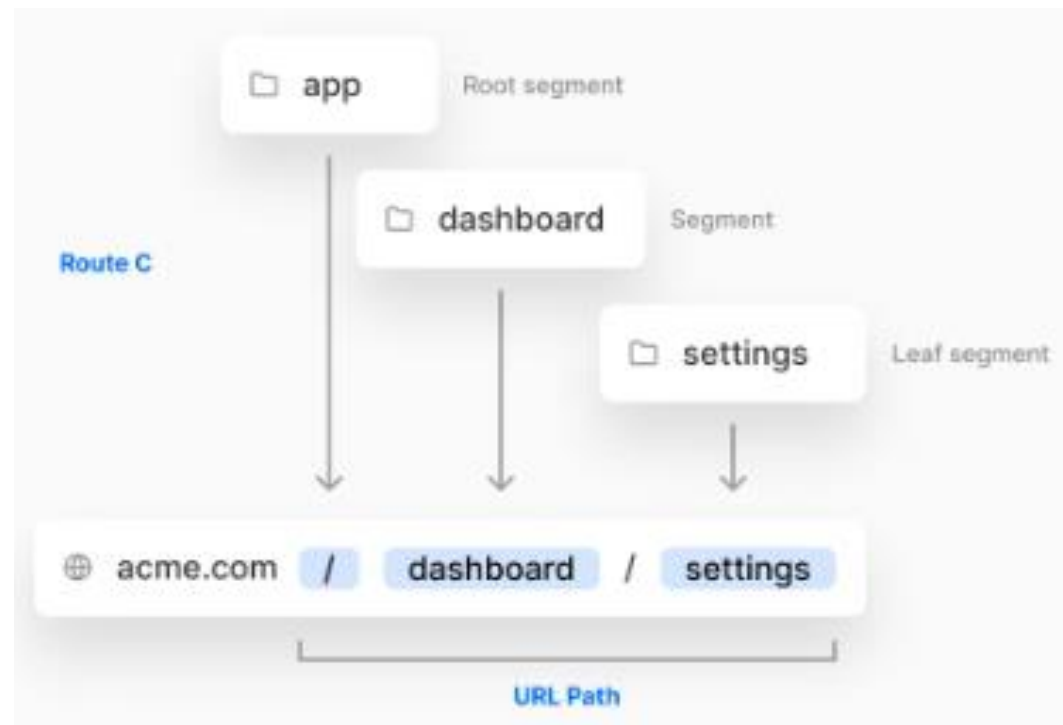 app Root segment
dashboard Segment
Route C
settings Leaf segment
acme.com / dashboard / settings
URL Path